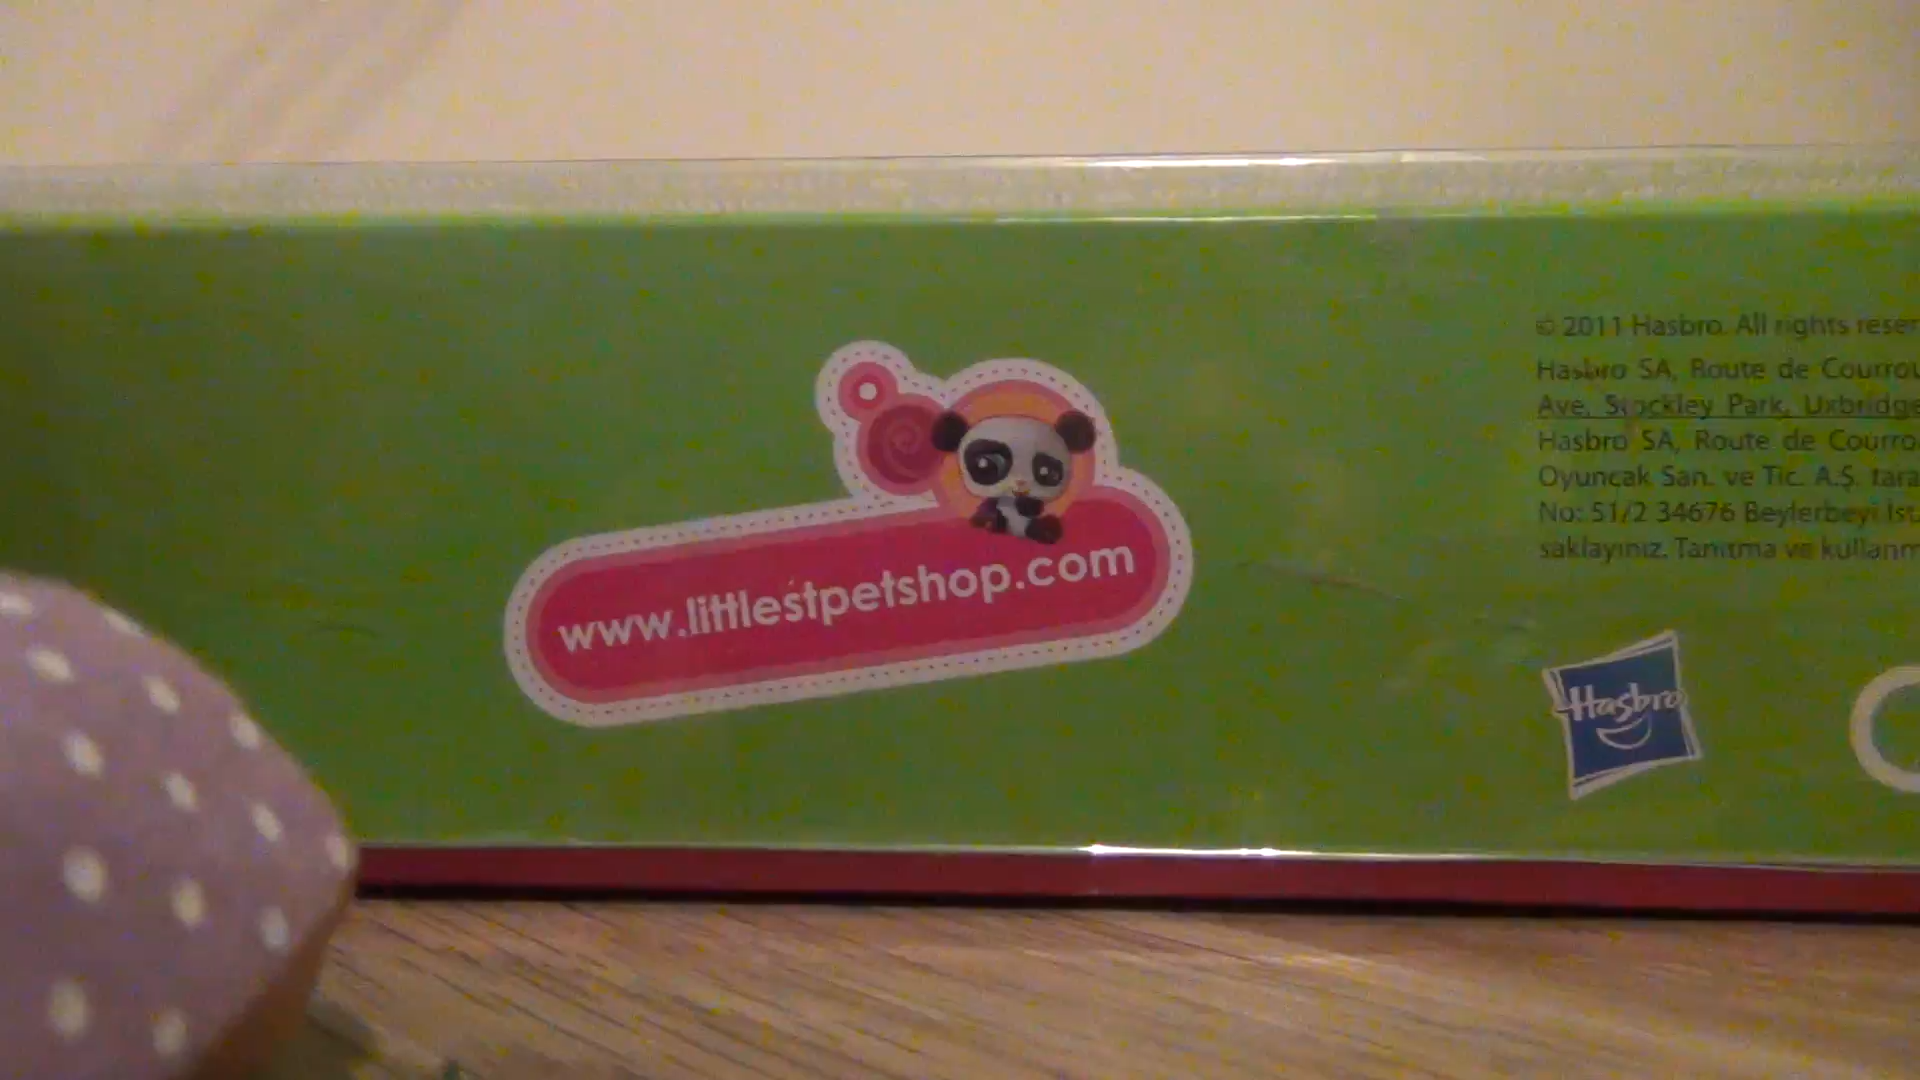 www.littlestpetshop.com
© 2011 Hasbro. All rights reser
Hasbro SA, Route de Courrou
Ave, Stockley Park, Uxbridge
Hasbro SA, Route de Courro
Oyuncak San. ve Tic. A.Ş. tara
No: 51/2 34676 Beylerbeyi İst
saklayınız. Tanıtma ve kullanm
Hasbro